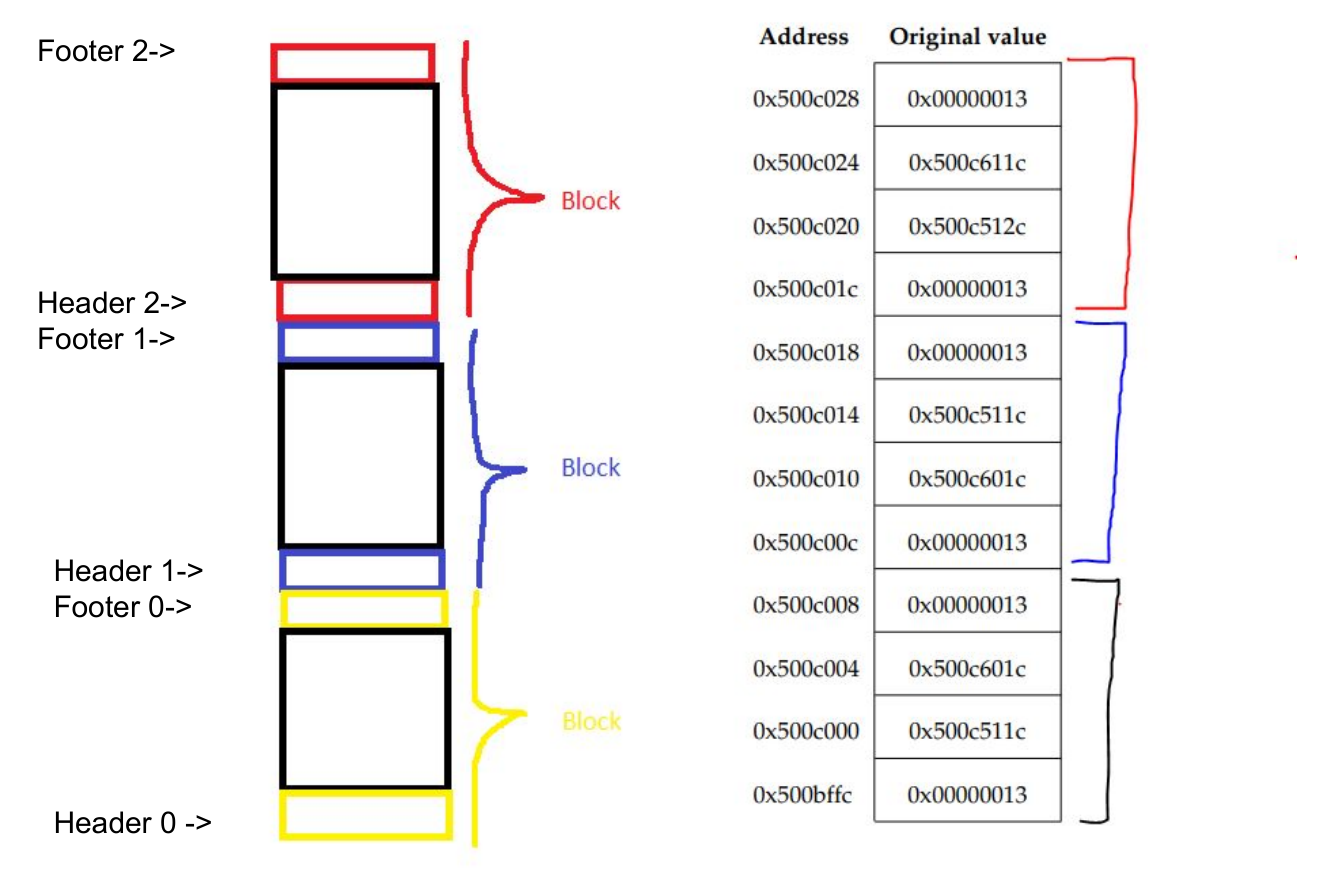 Footer 2->
Block
Header 2->
Footer 1->
Block
Header 1->
Footer 0->
Block
Header 0 ->
Address Original value
0x500c028 0x00000013
0x500c024 0x500c611c
0x500c020 0x500c512c
0x500c01c 0x00000013
0x500c018 0x00000013
0x500c014 0x500c511c
0x500c010 0x500c601c
0x500c00c 0x00000013
0x500c008 0x00000013
0x500c004 0x500c601c
0x500c000 0x500c511c
0x500bffc 0x00000013